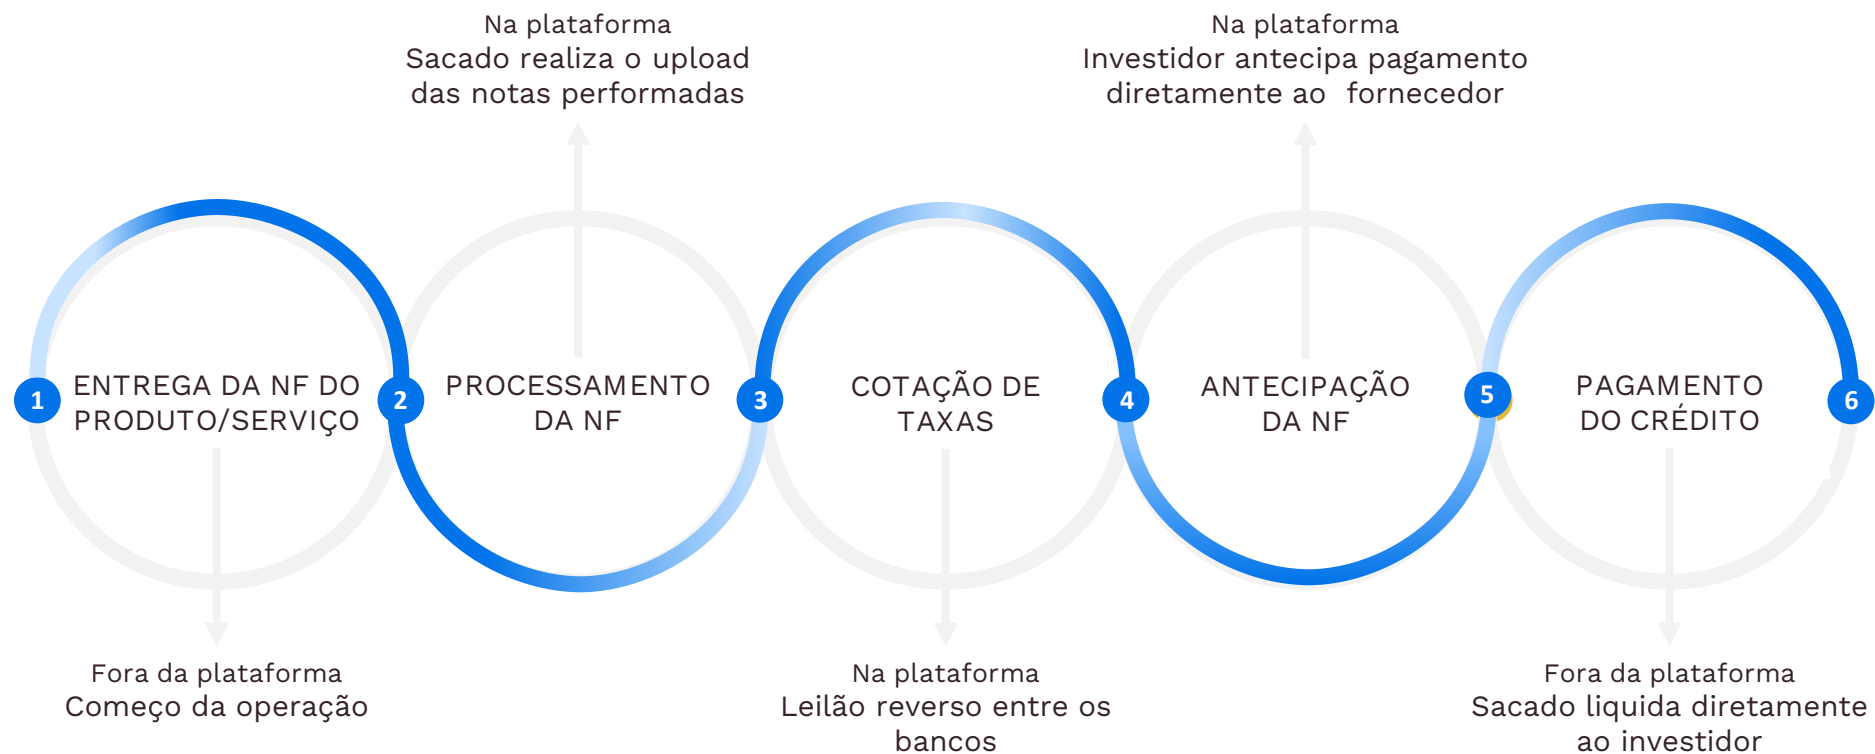 Na plataforma
Sacado realiza o upload
das notas performadas
Na plataforma
Investidor antecipa pagamento
diretamente ao fornecedor
1
ENTREGA DA NF DO
PRODUTO/SERVIÇO
2
PROCESSAMENTO
DA NF
3
COTAÇÃO DE
TAXAS
4
ANTECIPAÇÃO
DA NF
5
PAGAMENTO
DO CRÉDITO
6
Fora da plataforma
Começo da operação
Na plataforma
Leilão reverso entre os
bancos
Fora da plataforma
Sacado liquida diretamente
ao investidor